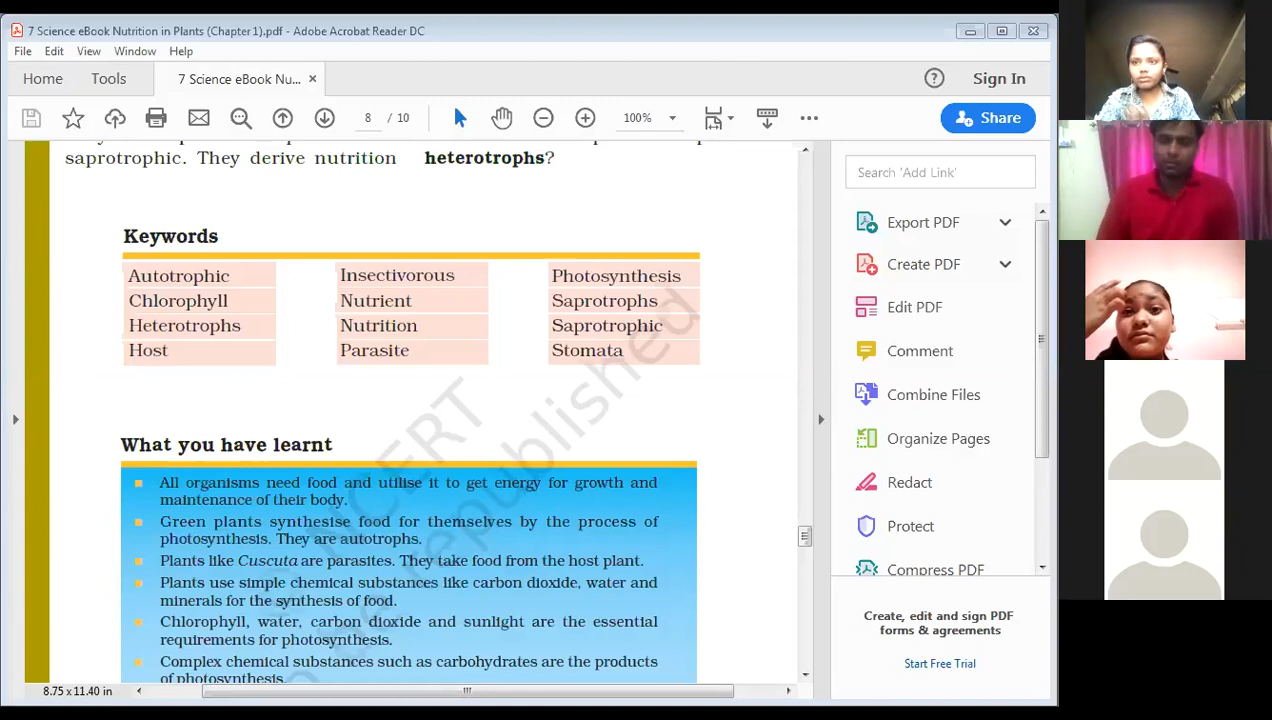 7 Science eBook Nutrition in Plants (Chapter1).pdf - Adobe Acrobat Reader DC
File Edit View Window Help
Home Tools 7 Science eBook Nu... × Sign In
8 / 10 100% Share
saprotrophic. They derive nutrition heterotrophs?
Keywords
Autotrophic Insectivorous Photosynthesis
Chlorophyll Nutrient Saprotrophs
Heterotrophs Nutrition Saprotrophic
Host Parasite Stomata
What you have learnt
All organisms need food and utilise it to get energy for growth and
maintenance of their body.
Green plants synthesise food for themselves by the process of
photosynthesis. They are autotrophs.
Plants like Cuscuta are parasites. They take food from the host plant.
Plants use simple chemical substances like carbon dioxide, water and
minerals for the synthesis of food.
Chlorophyll, water, carbon dioxide and sunlight are the essential
requirements for photosynthesis.
Complex chemical substances such as carbohydrates are the products
of photosynthesis.
NCERT
republished
8.75 x 11.40 in
Search 'Add Link'
Export PDF
Create PDF
Edit PDF
Comment
Combine Files
Organize Pages
Redact
Protect
Compress PDF
Create, edit and sign PDF
forms & agreements
Start Free Trial